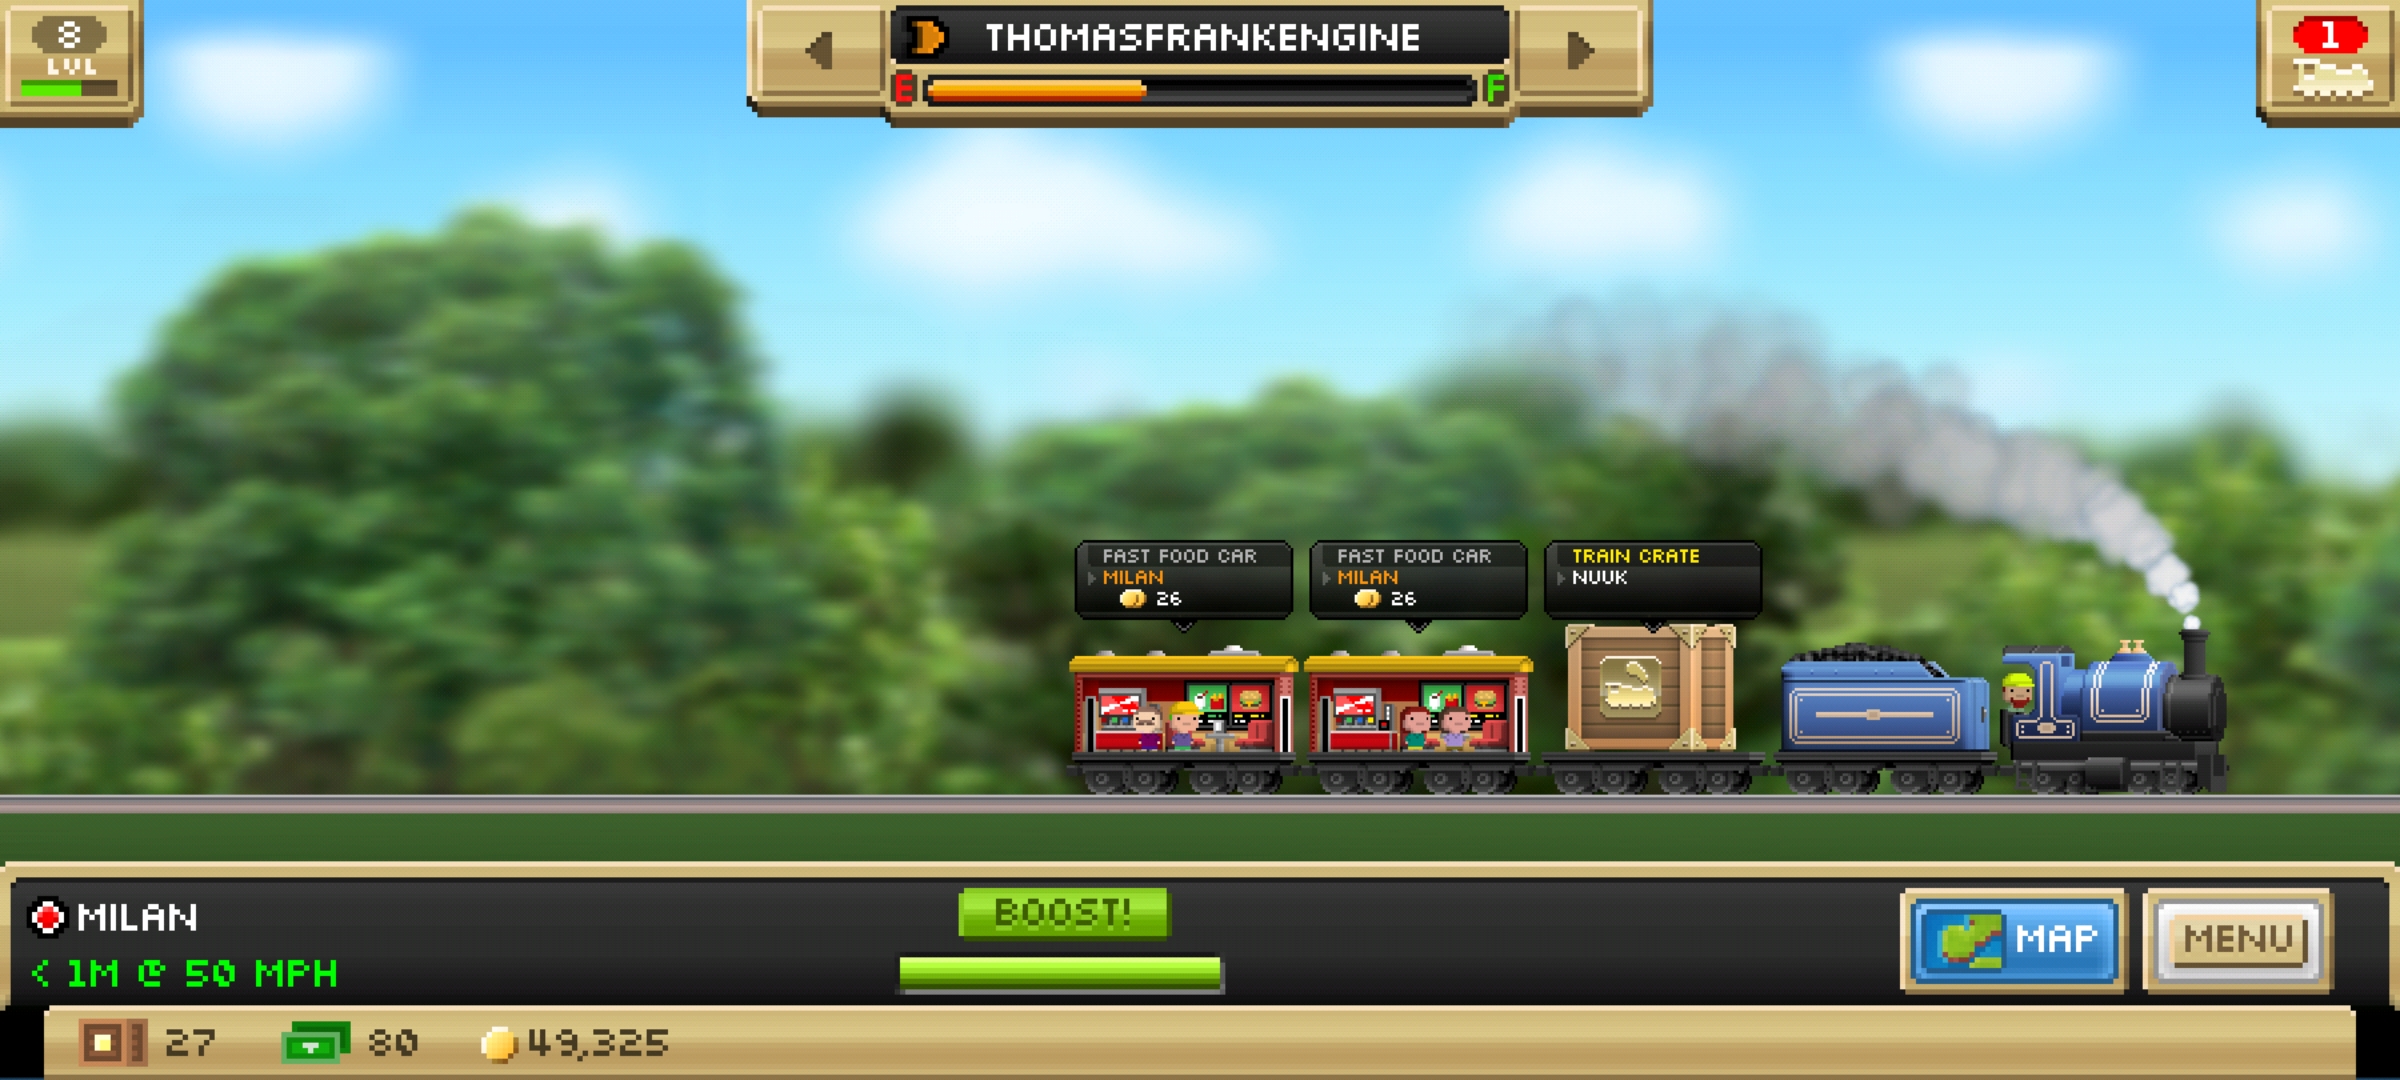 8
LVL
THOMASFRANKENGINE
E F
1
FAST FOOD CAR
MILAN
26
FAST FOOD CAR
MILAN
26
TRAIN CRATE
NUUK
MILAN
< 1M @ 50 MPH
BOOST!
MAP
MENU
27
80
49,325